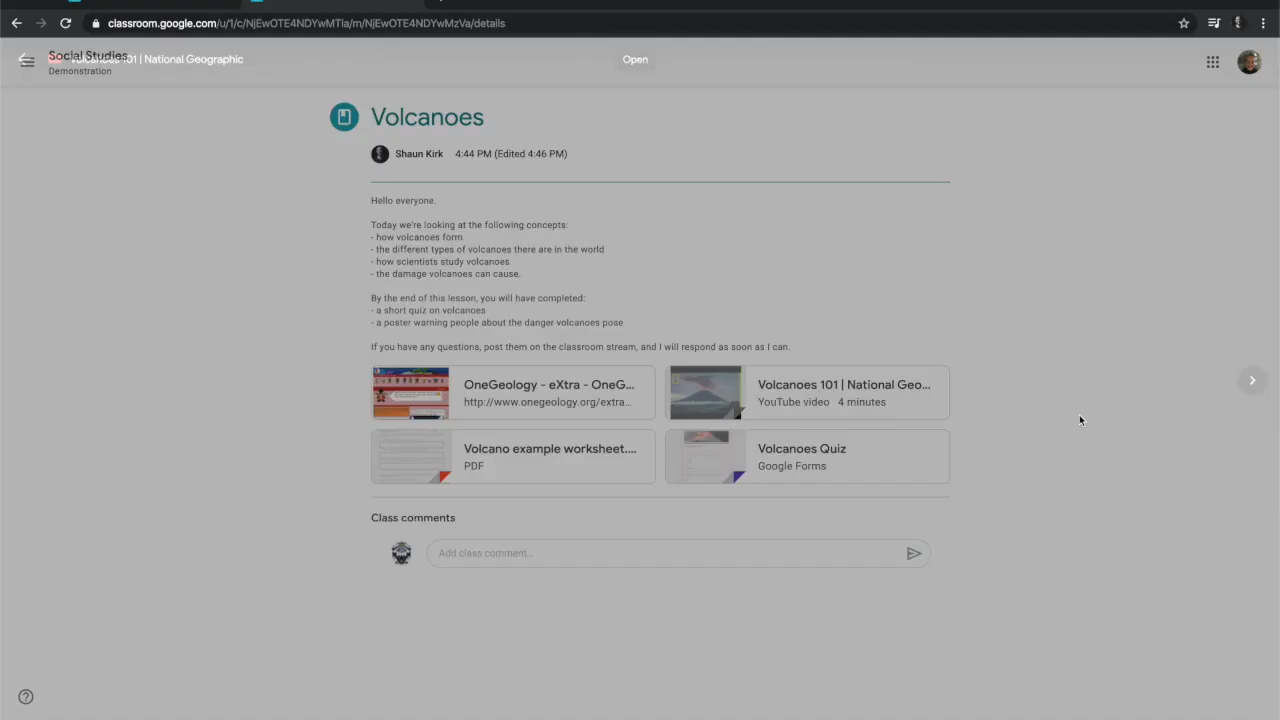 classroom.google.com/u/1/c/NjEwOTE4NDYwMTIa/m/NjEwOTE4NDYwMzVa/details
Social Studies
Volcanoes 101 | National Geographic
Open
Demonstration
Volcanoes
Shaun Kirk 4:44 PM (Edited 4:46 PM)
Hello everyone.
Today we're looking at the following concepts:
- how volcanoes form
- the different types of volcanoes there are in the world
- how scientists study volcanoes
- the damage volcanoes can cause.
By the end of this lesson, you will have completed:
- a short quiz on volcanoes
- a poster warning people about the danger volcanoes pose
If you have any questions, post them on the classroom stream, and I will respond as soon as I can.
OneGeology - eXtra - OneG...
http://www.onegeology.org/extra...
Volcanoes 101 | National Geo...
YouTube video 4 minutes
Volcano example worksheet....
PDF
Volcanoes Quiz
Google Forms
Class comments
Add class comment...